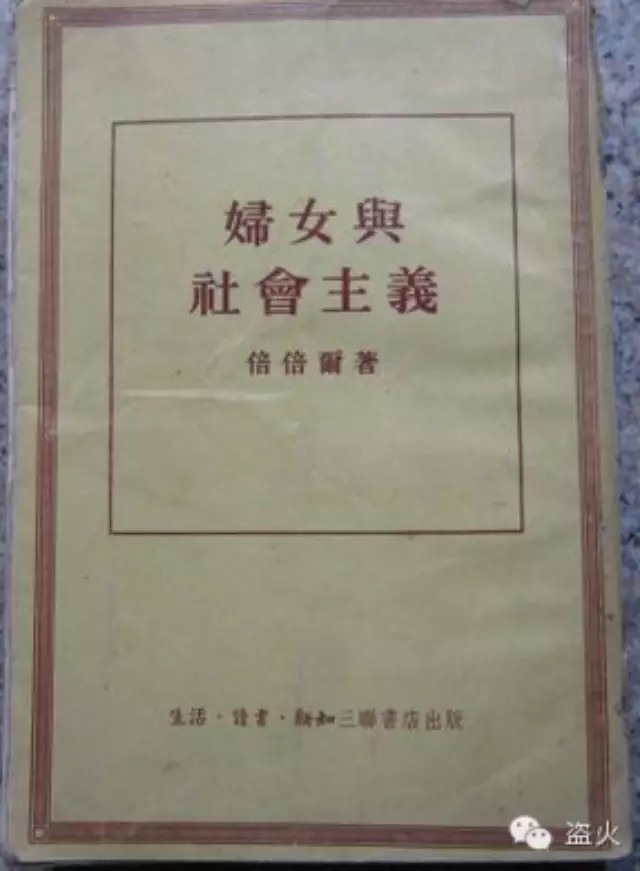 婦女與
社會主義
倍倍爾著
生活·讀書·新知三聯書店出版
盗火